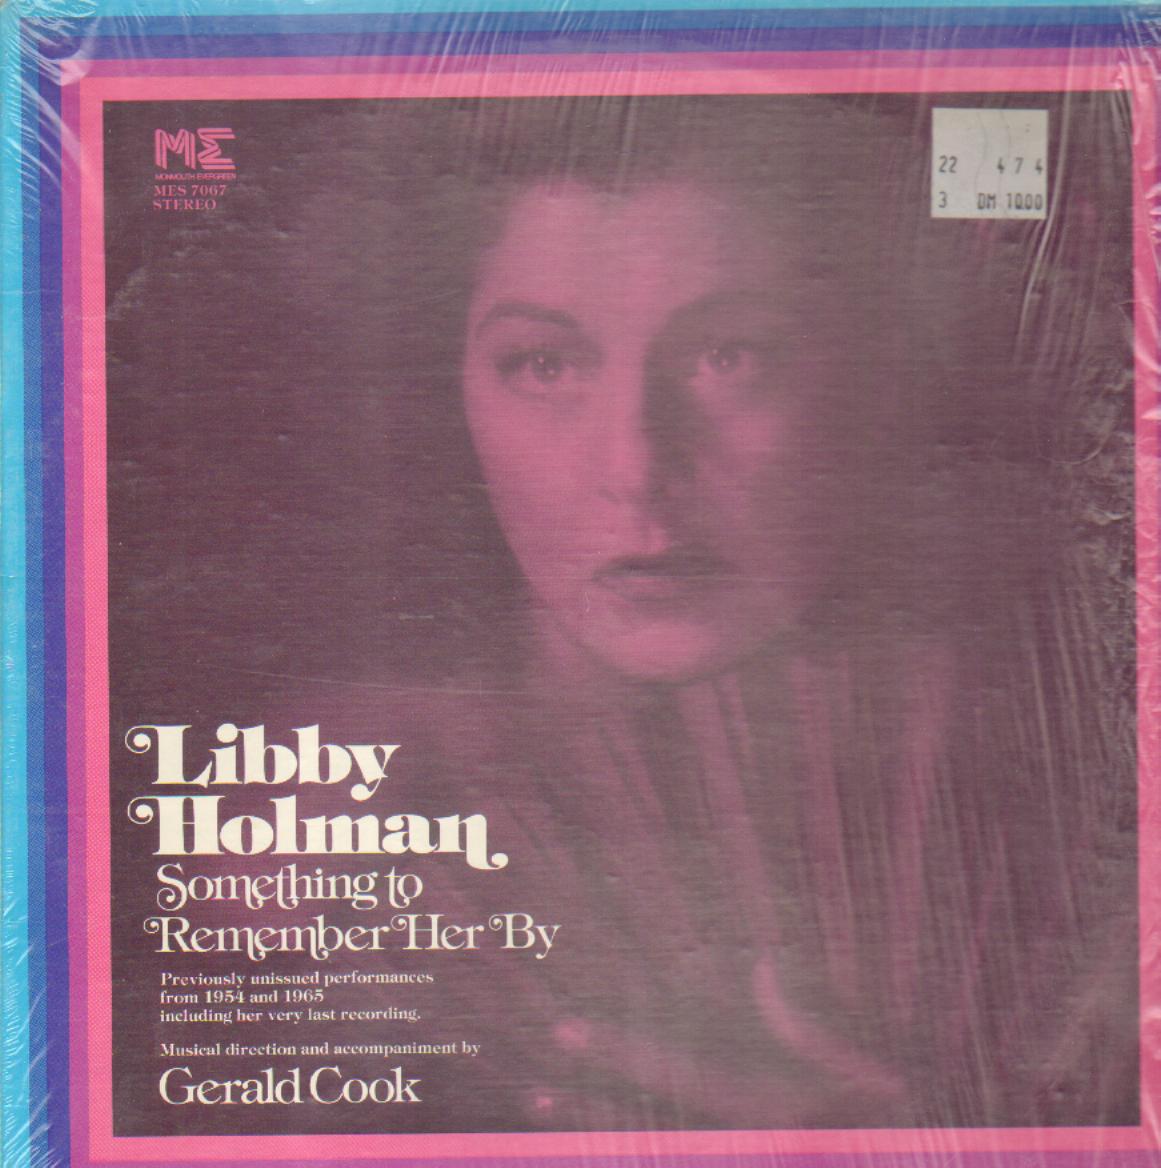 ME
MONMOUTH EVERGREEN
MES 7067
STEREO
22 474
3 DM 10.00
Libby
Holman
Something to
Remember Her By
Previously unissued performances
from 1954 and 1965
including her very last recording.
Musical direction and accompaniment by
Gerald Cook